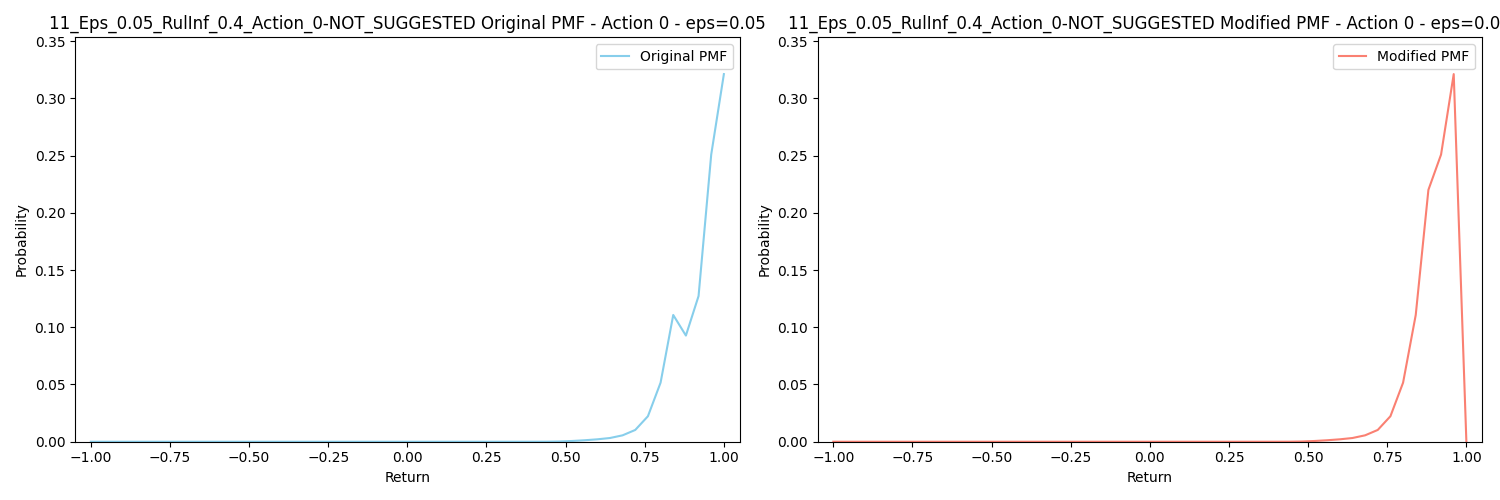 11_Eps_0.05_RulInf_0.4_Action_0-NOT_SUGGESTED Original PMF - Action 0 - eps=0.05
Original PMF
Probability
0.35
0.30
0.25
0.20
0.15
0.10
0.05
0.00
−1.00 −0.75 −0.50 −0.25 0.00 0.25 0.50 0.75 1.00
Return
11_Eps_0.05_RulInf_0.4_Action_0-NOT_SUGGESTED Modified PMF - Action 0 - eps=0.0
Modified PMF
Probability
0.35
0.30
0.25
0.20
0.15
0.10
0.05
0.00
−1.00 −0.75 −0.50 −0.25 0.00 0.25 0.50 0.75 1.00
Return